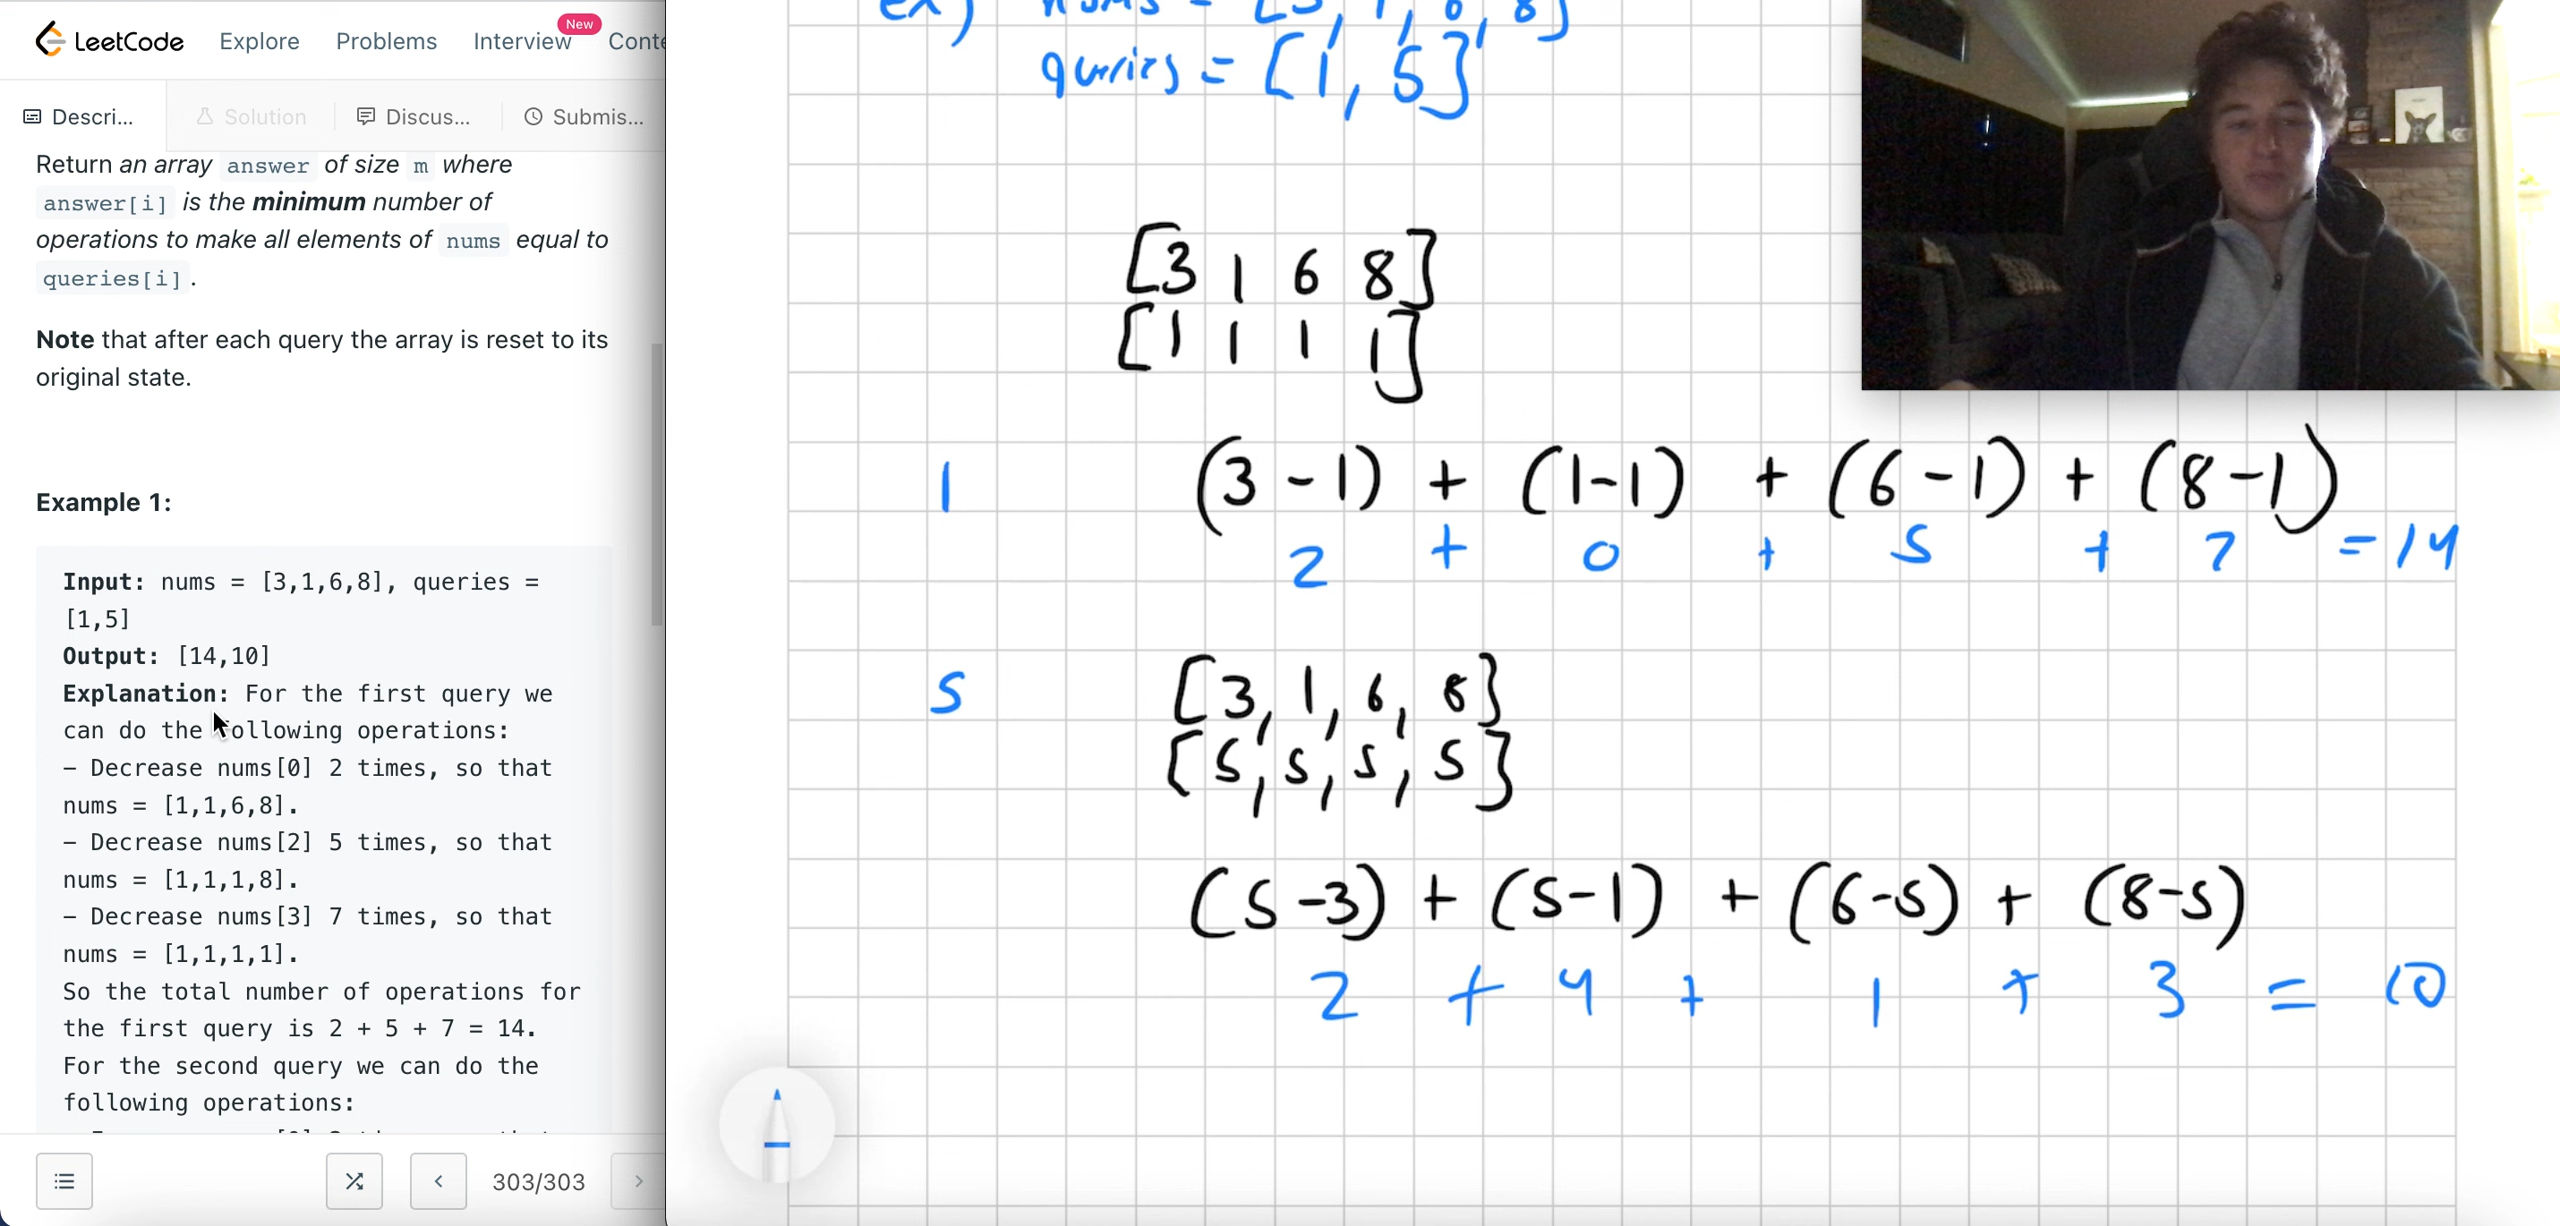 LeetCode Explore Problems Interview New Conte
Descri... Solution Discus... Submis...
Return an array answer of size m where
answer[i] is the minimum number of
operations to make all elements of nums equal to
queries[i].
Note that after each query the array is reset to its
original state.
Example 1:
Input: nums = [3,1,6,8], queries =
[1,5]
Output: [14,10]
Explanation: For the first query we
can do the following operations:
– Decrease nums[0] 2 times, so that
nums = [1,1,6,8].
– Decrease nums[2] 5 times, so that
nums = [1,1,1,8].
– Decrease nums[3] 7 times, so that
nums = [1,1,1,1].
So the total number of operations for
the first query is 2 + 5 + 7 = 14.
For the second query we can do the
following operations:
303/303
ex) nums = [3, 1, 6, 8]
queries = [1, 5]
[3 1 6 8]
[1 1 1 1]
1 (3 - 1) + (1-1) + (6 - 1) + (8 - 1)
2 + 0 + 5 + 7 = 14
5 [3, 1, 6, 8]
[5, 5, 5, 5]
(5 - 3) + (5 - 1) + (6 - 5) + (8 - 5)
2 + 4 + 1 + 3 = 10